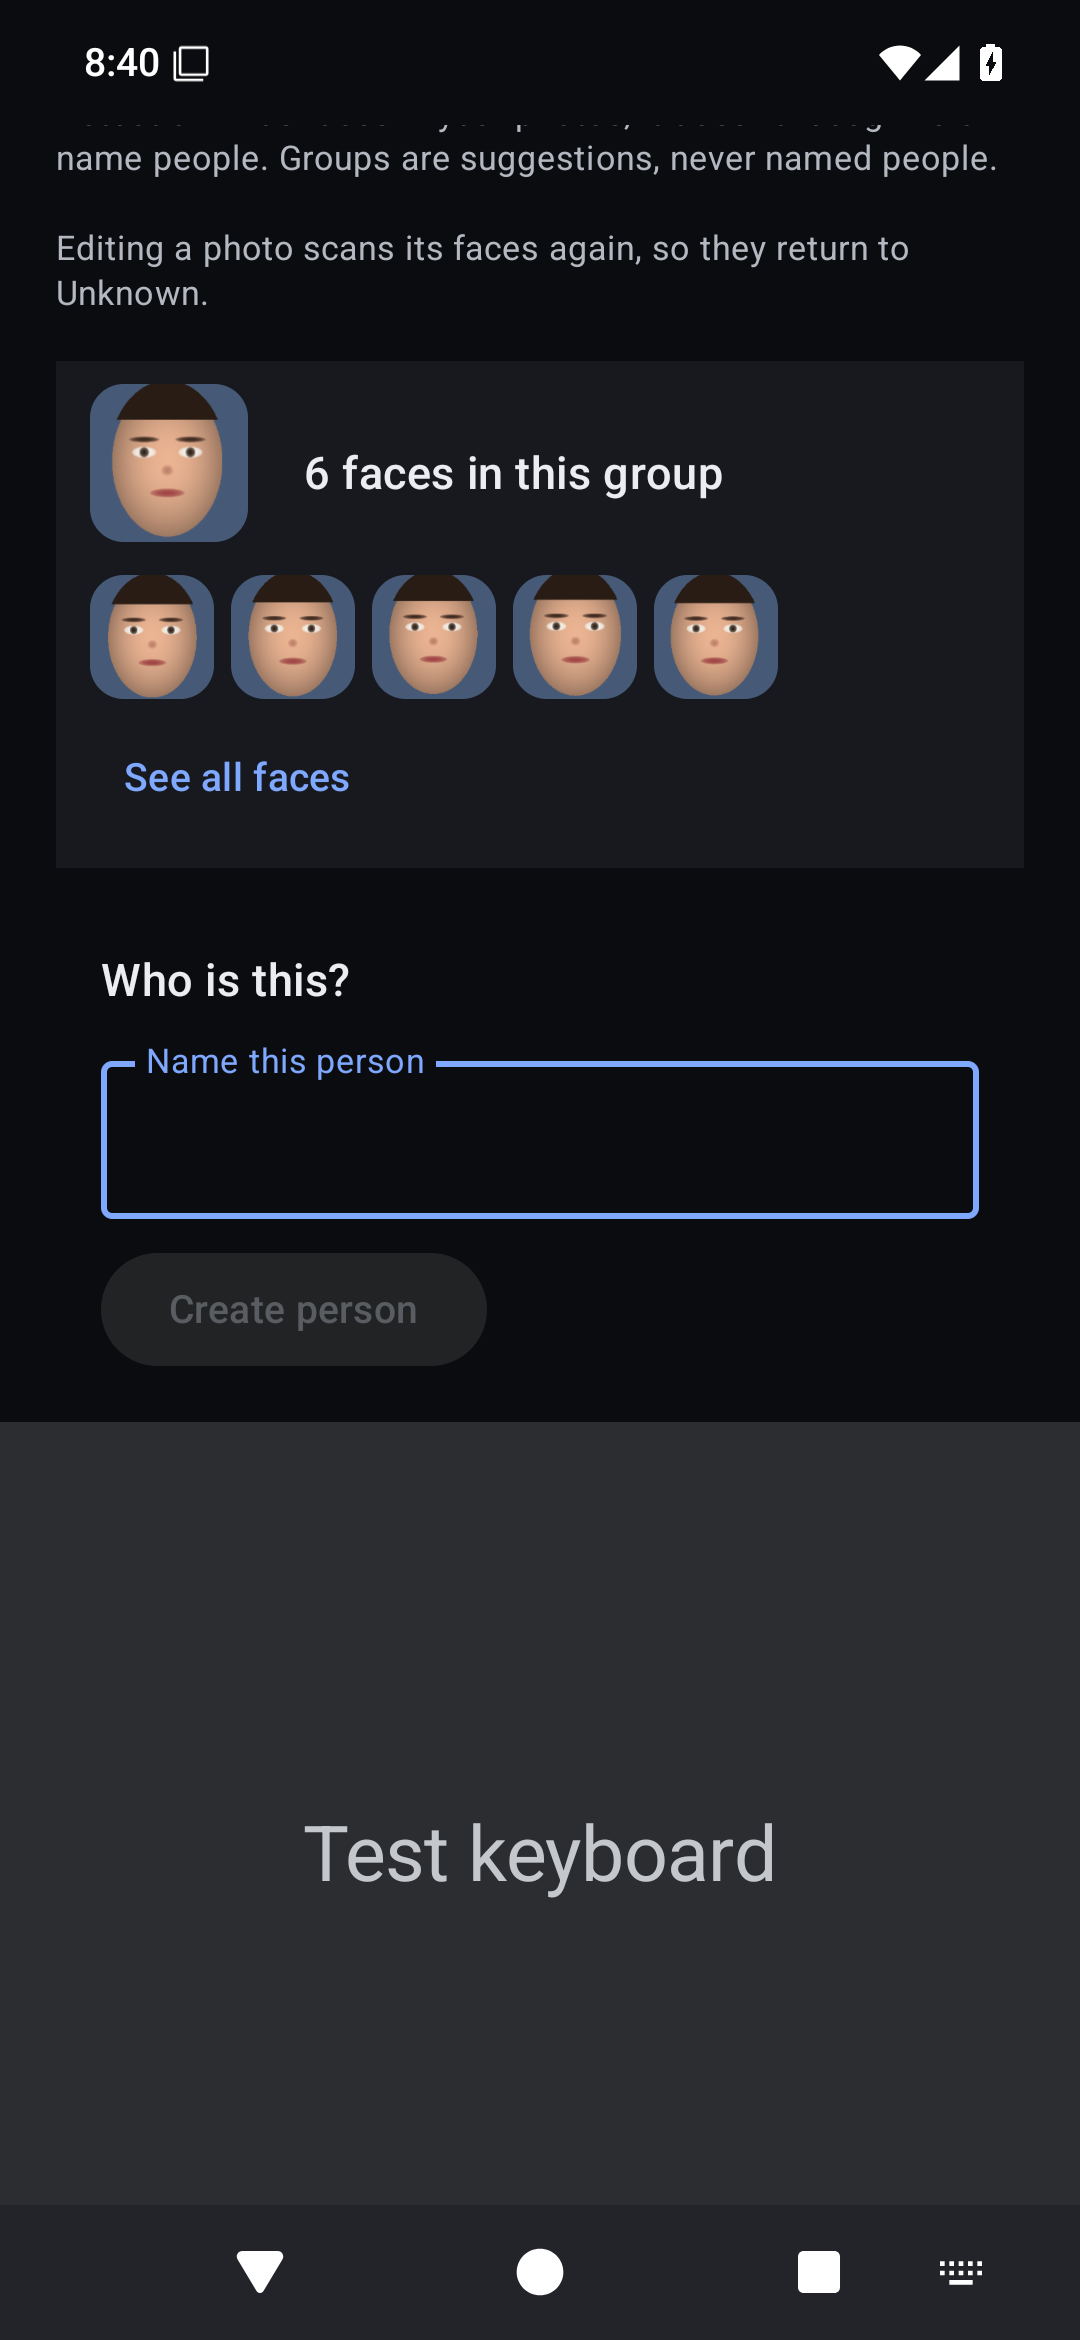 8:40
name people. Groups are suggestions, never named people.
Editing a photo scans its faces again, so they return to
Unknown.
6 faces in this group
See all faces
Who is this?
Name this person
Create person
Test keyboard